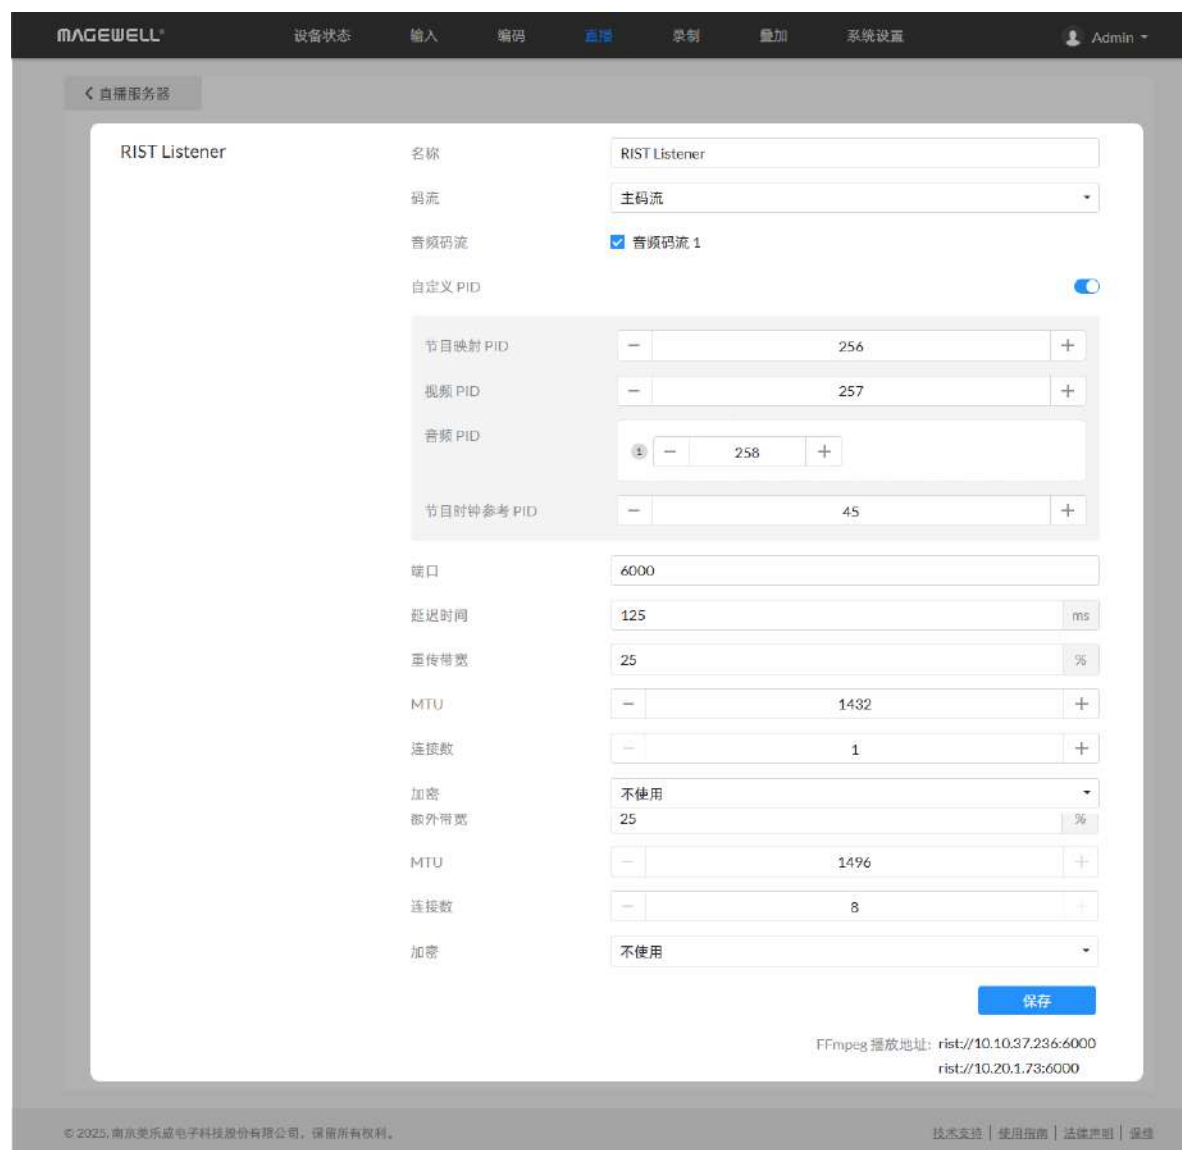 MAGEWELL 设备状态 输入 编码 直播 录制 叠加 系统设置 Admin
直播服务器
RIST Listener
名称 RIST Listener
码流 主码流
音频码流 音频码流 1
自定义 PID
节目映射 PID − 256 +
视频 PID − 257 +
音频 PID
1 − 258 +
节目时钟参考 PID − 45 +
端口 6000
延迟时间 125 ms
重传带宽 25 %
MTU − 1432 +
连接数 − 1 +
加密 不使用
额外带宽 25 %
MTU − 1496 +
连接数 − 8 +
加密 不使用
保存
FFmpeg 播放地址: rist://10.10.37.236:6000
rist://10.20.1.73:6000
© 2025, 南京美乐威电子科技股份有限公司, 保留所有权利。 技术支持 | 使用指南 | 法律声明 | 保修